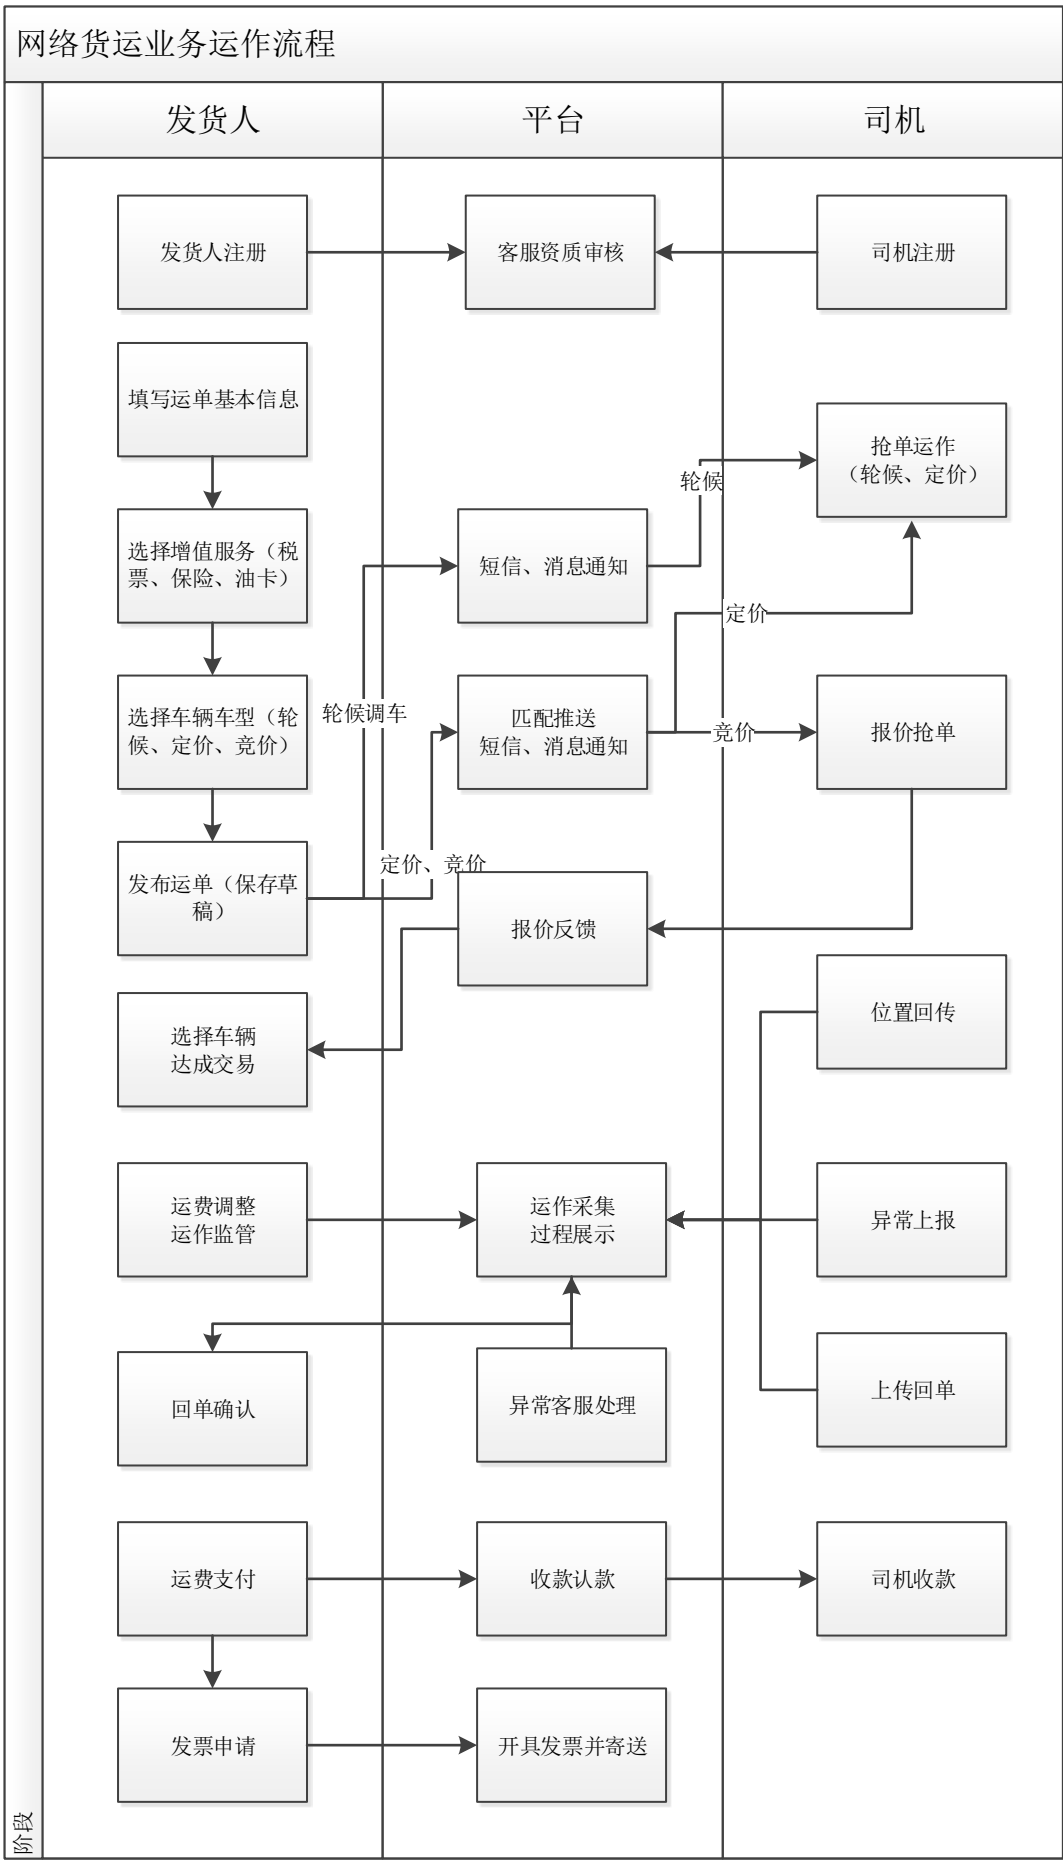 网络货运业务运作流程
发货人
平台
司机
发货人注册
客服资质审核
司机注册
填写运单基本信息
抢单运作
（轮候、定价）
轮候
选择增值服务（税
票、保险、油卡）
短信、消息通知
定价
选择车辆车型（轮
候、定价、竞价）
轮候调车
匹配推送
短信、消息通知
竞价
报价抢单
定价、竞价
发布运单（保存草
稿）
报价反馈
位置回传
选择车辆
达成交易
运费调整
运作监管
运作采集
过程展示
异常上报
回单确认
异常客服处理
上传回单
运费支付
收款认款
司机收款
发票申请
开具发票并寄送
阶段